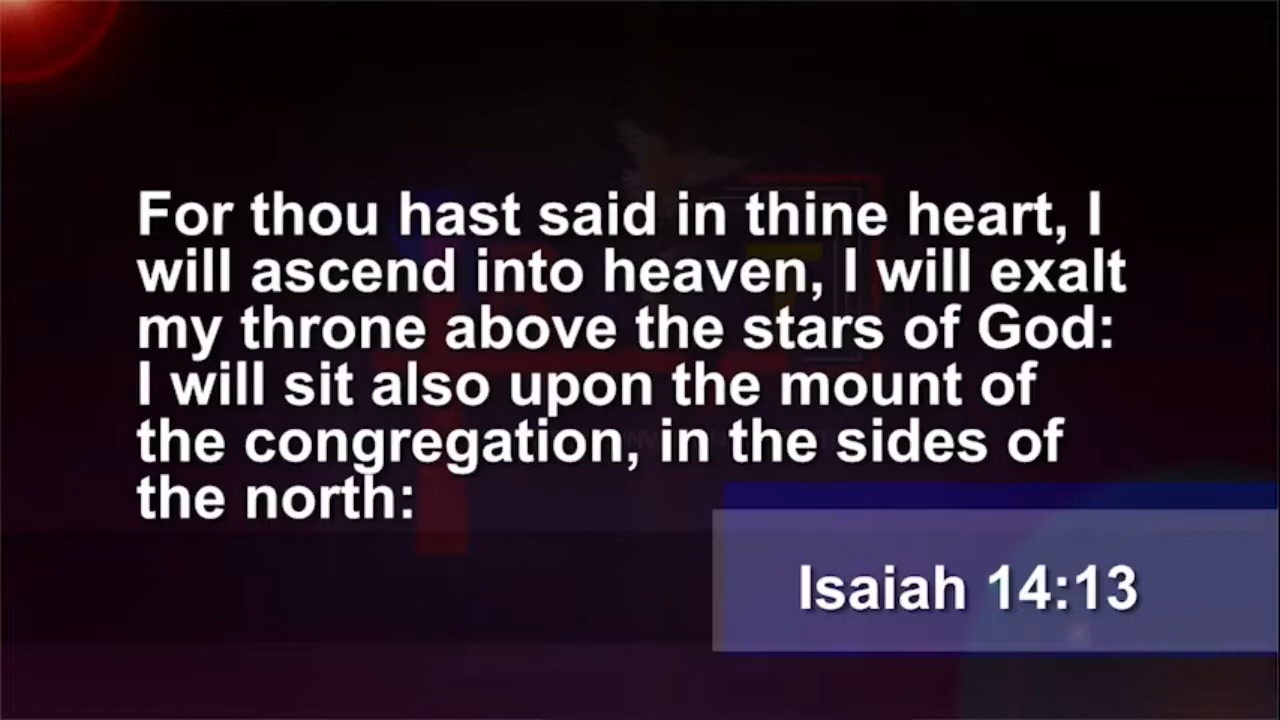 For thou hast said in thine heart, I
will ascend into heaven, I will exalt
my throne above the stars of God:
I will sit also upon the mount of
the congregation, in the sides of
the north:
Isaiah 14:13